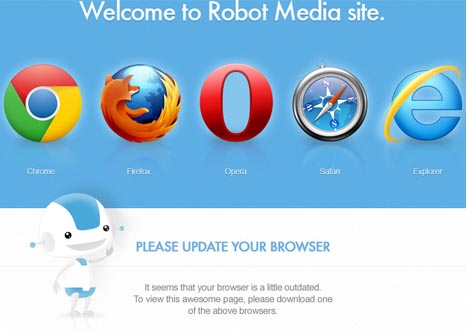 Welcome to Robot Media site.
Chrome
Firefox
Opera
Safari
Explorer
PLEASE UPDATE YOUR BROWSER
It seems that your browser is a little outdated.
To view this awesome page, please download one
of the above browsers.